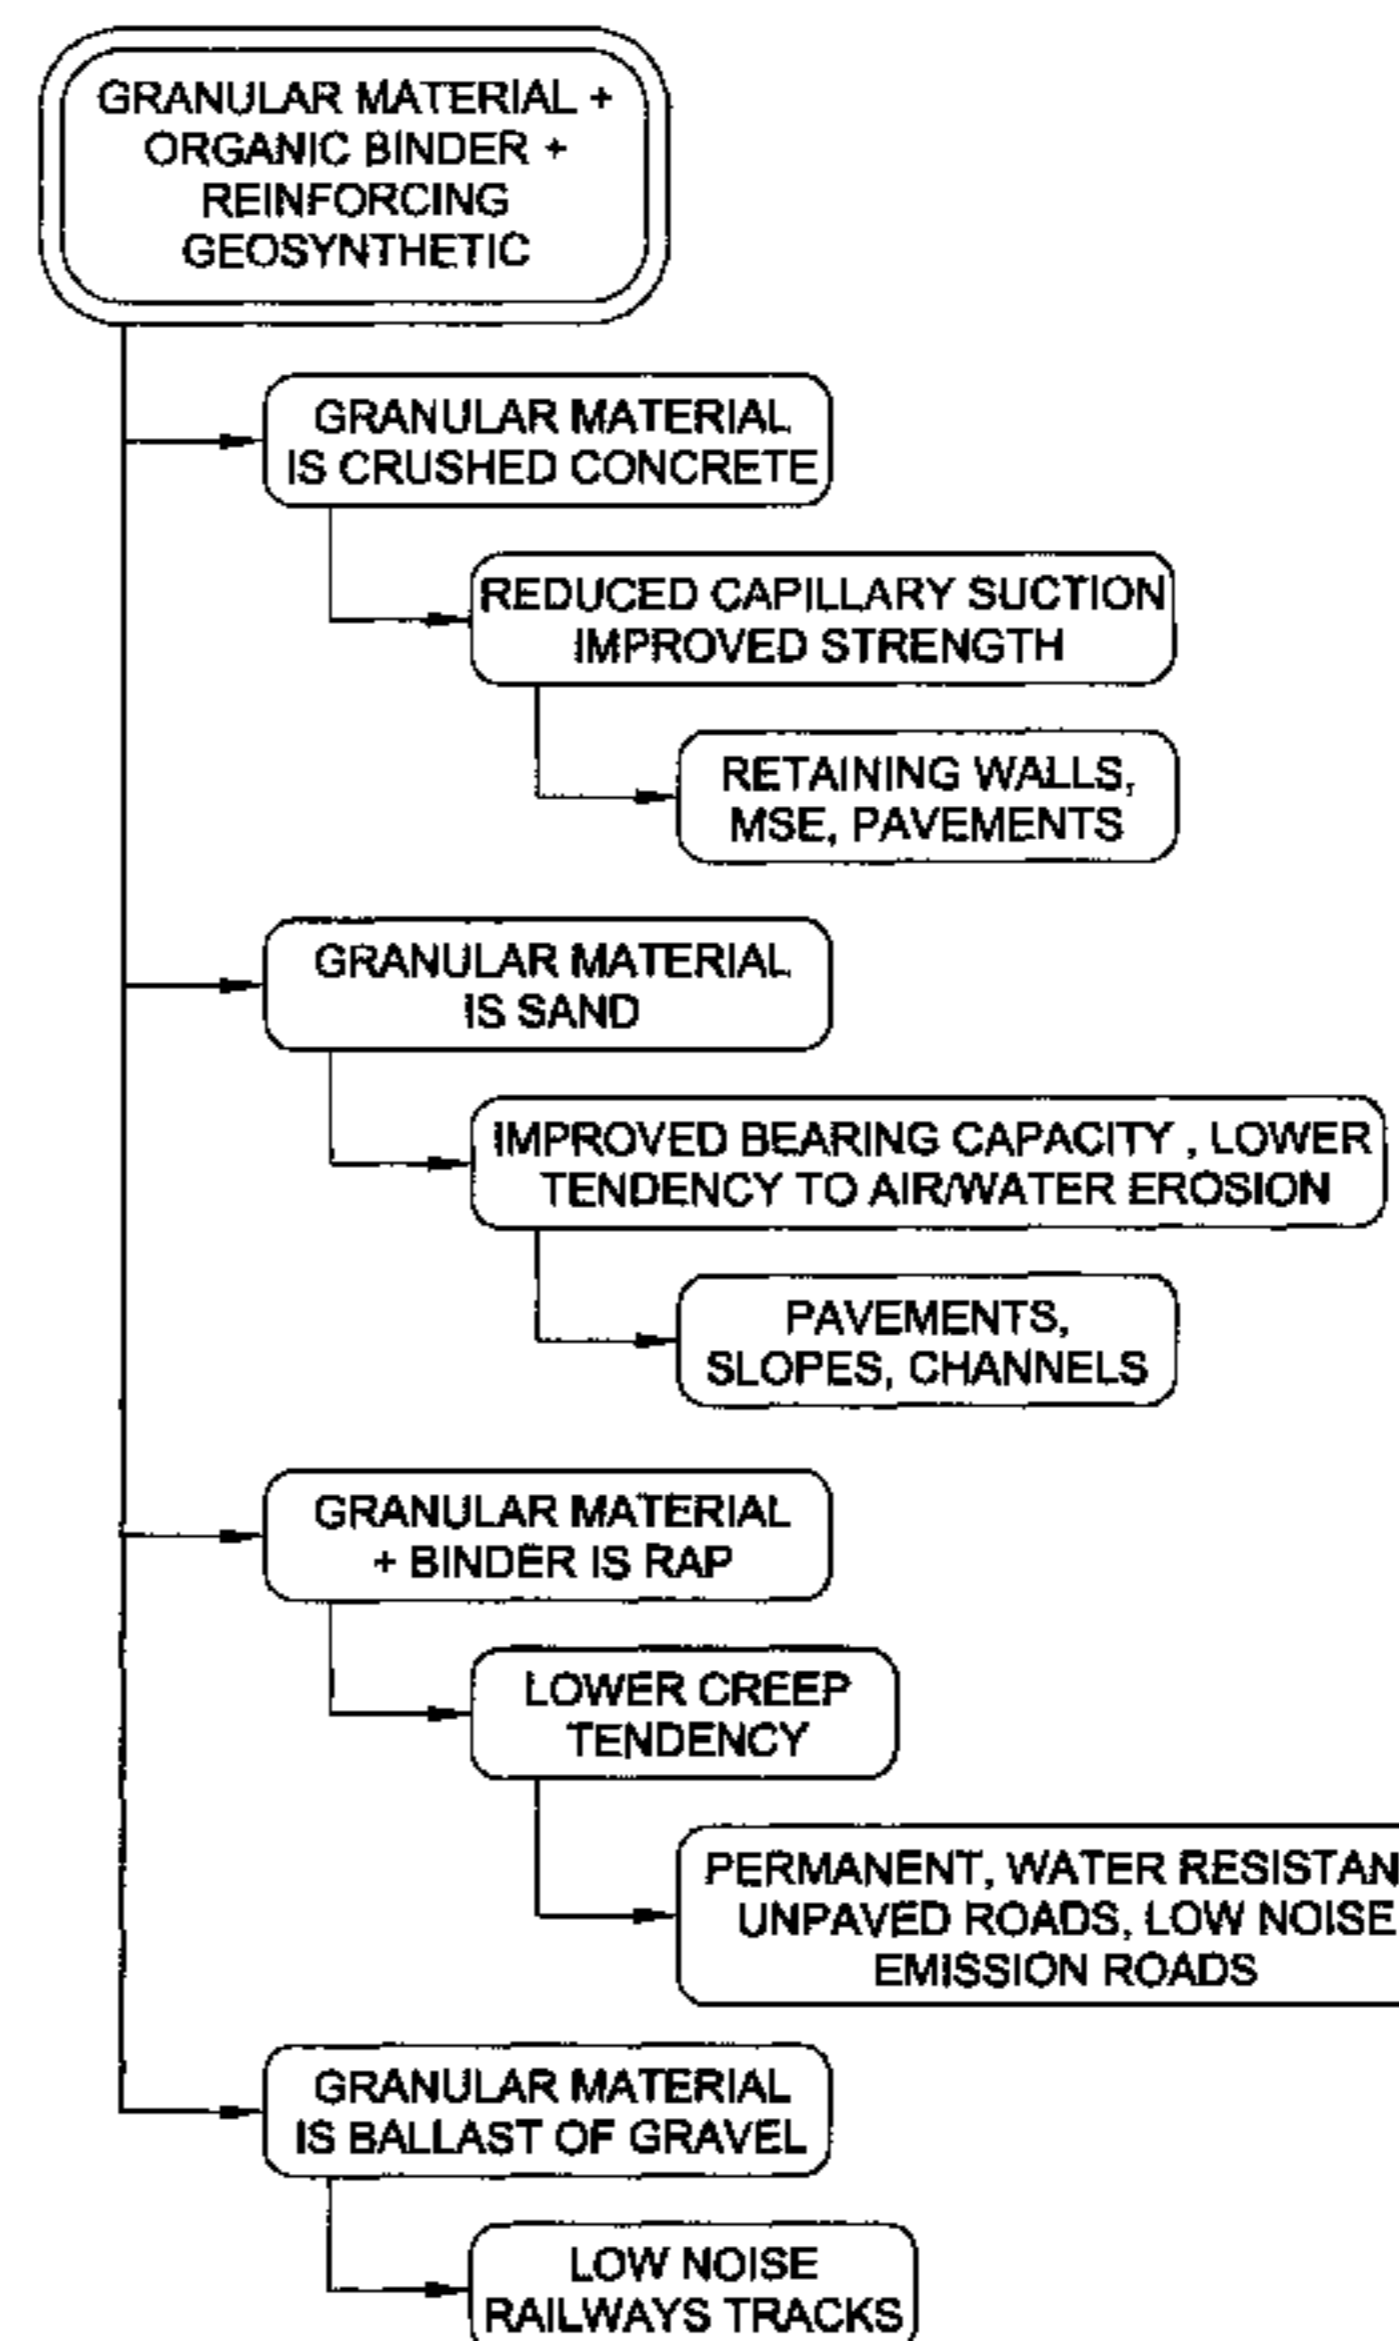 GRANULAR MATERIAL +
ORGANIC BINDER +
REINFORCING
GEOSYNTHETIC
GRANULAR MATERIAL
IS CRUSHED CONCRETE
REDUCED CAPILLARY SUCTION
IMPROVED STRENGTH
RETAINING WALLS,
MSE, PAVEMENTS
GRANULAR MATERIAL
IS SAND
IMPROVED BEARING CAPACITY , LOWER
TENDENCY TO AIR/WATER EROSION
PAVEMENTS,
SLOPES, CHANNELS
GRANULAR MATERIAL
+ BINDER IS RAP
LOWER CREEP
TENDENCY
PERMANENT, WATER RESISTAN
UNPAVED ROADS, LOW NOISE
EMISSION ROADS
GRANULAR MATERIAL
IS BALLAST OF GRAVEL
LOW NOISE
RAILWAYS TRACKS